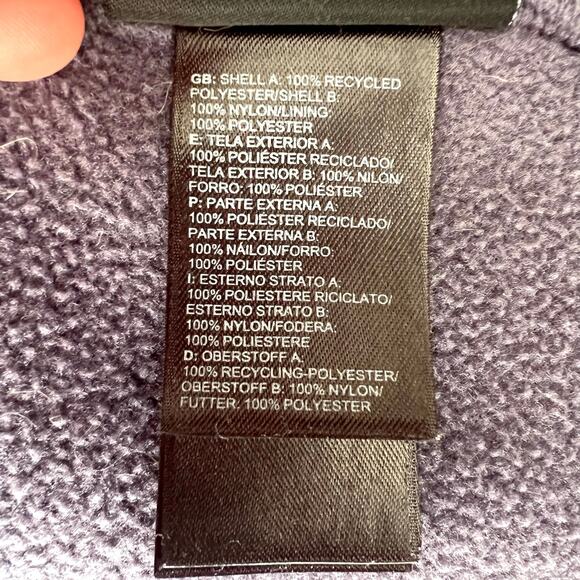 GB: SHELL A: 100% RECYCLED
POLYESTER/SHELL B:
100% NYLON/LINING:
100% POLYESTER
E: TELA EXTERIOR A:
100% POLIÉSTER RECICLADO/
TELA EXTERIOR B: 100% NILÓN/
FORRO: 100% POLIÉSTER
P: PARTE EXTERNA A:
100% POLIÉSTER RECICLADO/
PARTE EXTERNA B:
100% NÁILON/FORRO:
100% POLIÉSTER
I: ESTERNO STRATO A:
100% POLIESTERE RICICLATO/
ESTERNO STRATO B:
100% NYLON/FODERA:
100% POLIESTERE
D: OBERSTOFF A:
100% RECYCLING-POLYESTER/
OBERSTOFF B: 100% NYLON/
FUTTER: 100% POLYESTER